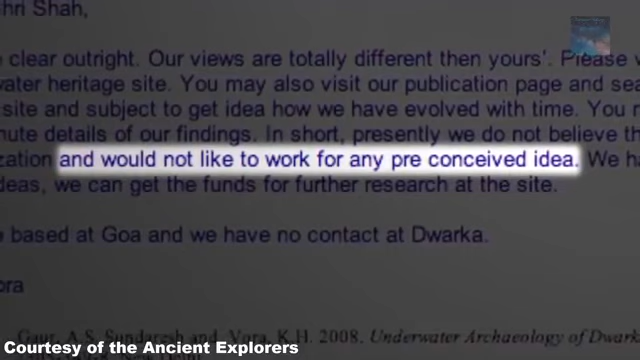 hri Shah,
clear outright. Our views are totally different then yours'. Please
water heritage site. You may also visit our publication page and sea
site and subject to get idea how we have evolved with time. You
nute details of our findings. In short, presently we do not believe
zation and would not like to work for any pre conceived idea. We ha
deas, we can get the funds for further research at the site.
based at Goa and we have no contact at Dwarka.
ora
Gaur, A.S, Sundaresh and Vora, K.H. 2008, Underwater Archaeology of Dwark
Courtesy of the Ancient Explorers